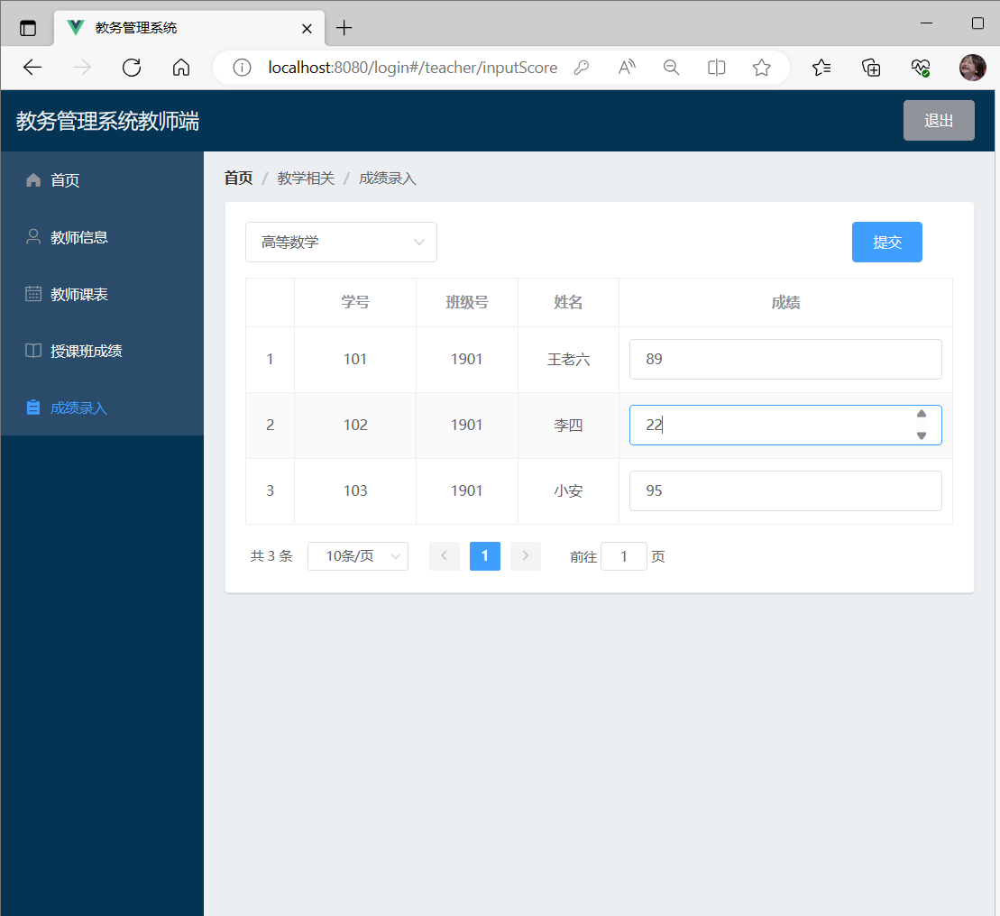 教务管理系统
localhost:8080/login#/teacher/inputScore
教务管理系统教师端
退出
首页
教师信息
教师课表
授课班成绩
成绩录入
首页 / 教学相关 / 成绩录入
高等数学
提交
学号 班级号 姓名 成绩
1 101 1901 王老六 89
2 102 1901 李四 22
3 103 1901 小安 95
共 3 条 10条/页 1 前往 1 页